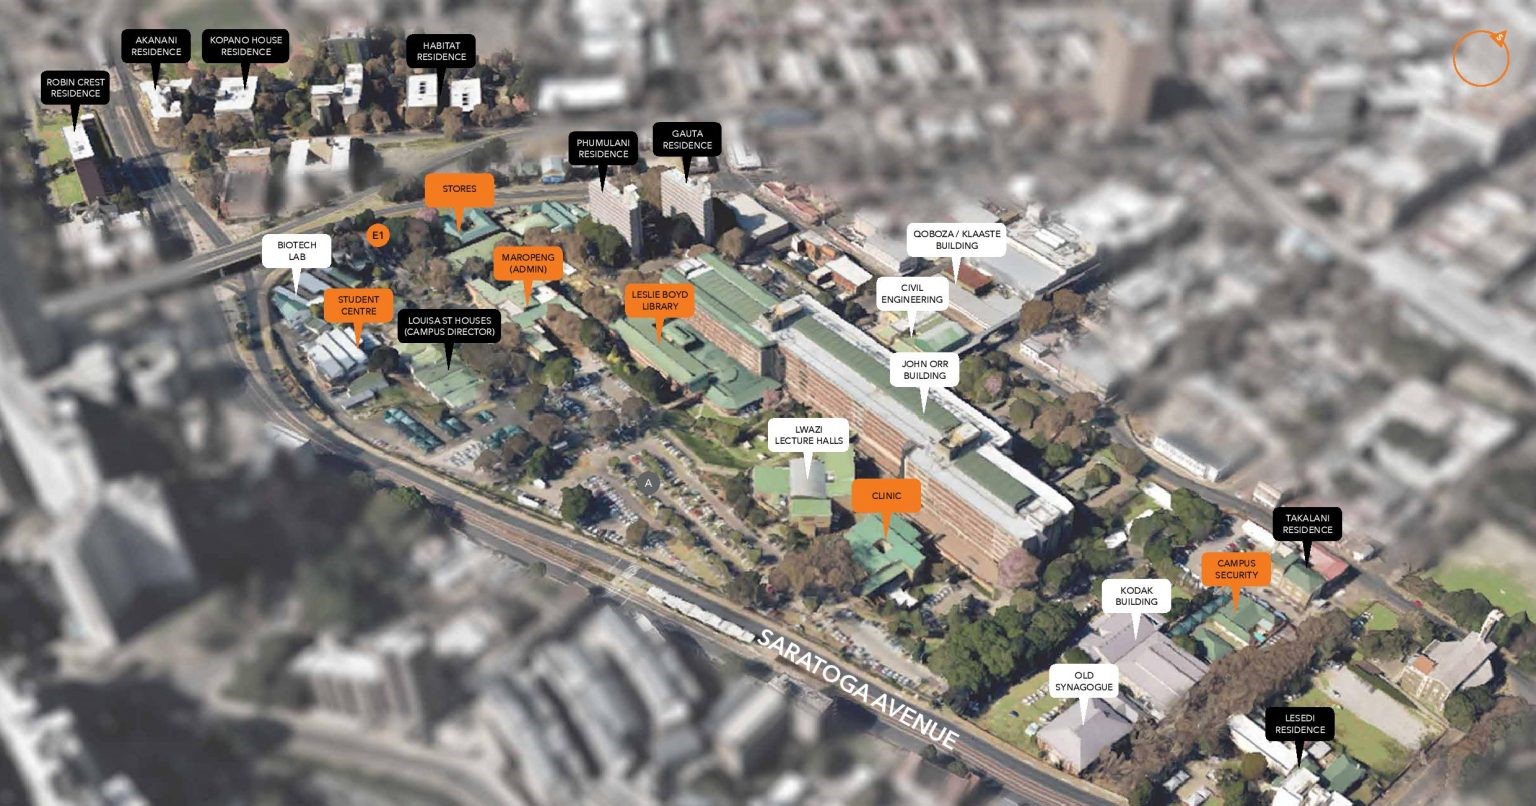 AKANANI
RESIDENCE
KOPANO HOUSE
RESIDENCE
HABITAT
RESIDENCE
S
ROBIN CREST
RESIDENCE
PHUMULANI
RESIDENCE
GAUTA
RESIDENCE
STORES
E1
BIOTECH
LAB
MAROPENG
(ADMIN)
QOBOZA / KLAASTE
BUILDING
STUDENT
CENTRE
LESLIE BOYD
LIBRARY
CIVIL
ENGINEERING
LOUISA ST HOUSES
(CAMPUS DIRECTOR)
JOHN ORR
BUILDING
LWAZI
LECTURE HALLS
A
CLINIC
TAKALANI
RESIDENCE
CAMPUS
SECURITY
KODAK
BUILDING
SARATOGA AVENUE
OLD
SYNAGOGUE
LESEDI
RESIDENCE